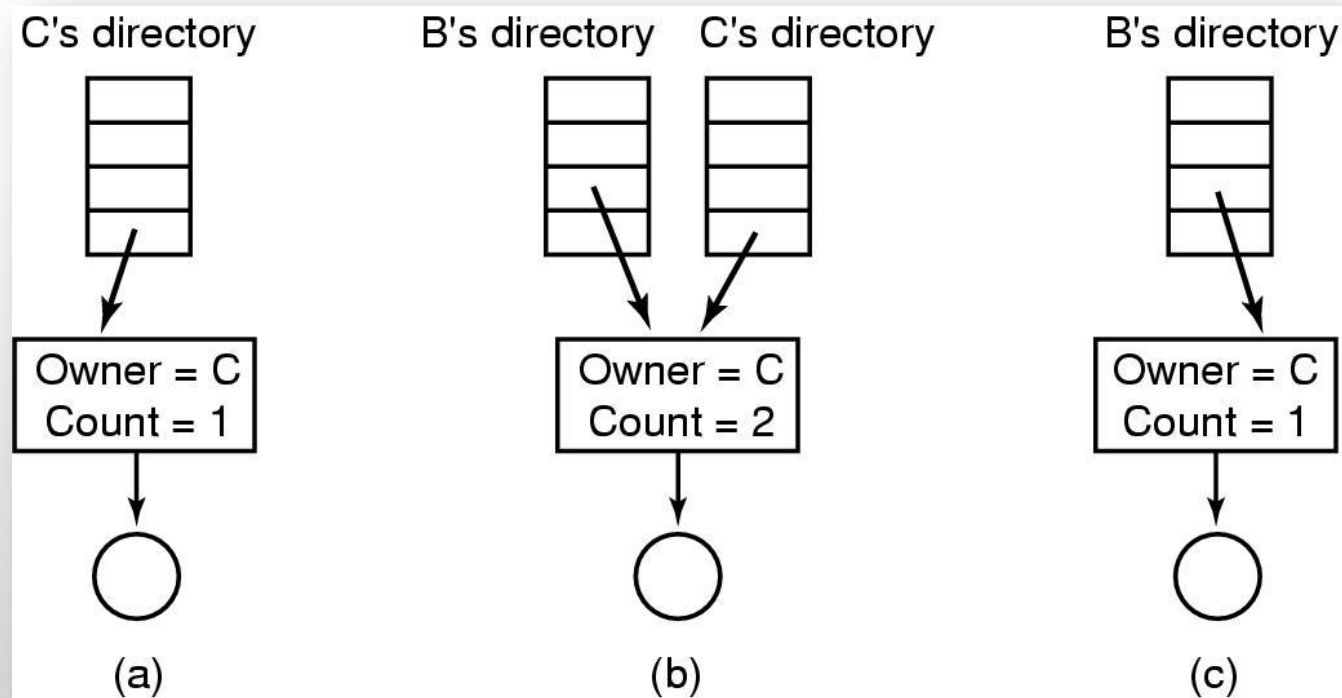 C's directory
B's directory
C's directory
B's directory
Owner = C
Count = 1
Owner = C
Count = 2
Owner = C
Count = 1
(a)
(b)
(c)